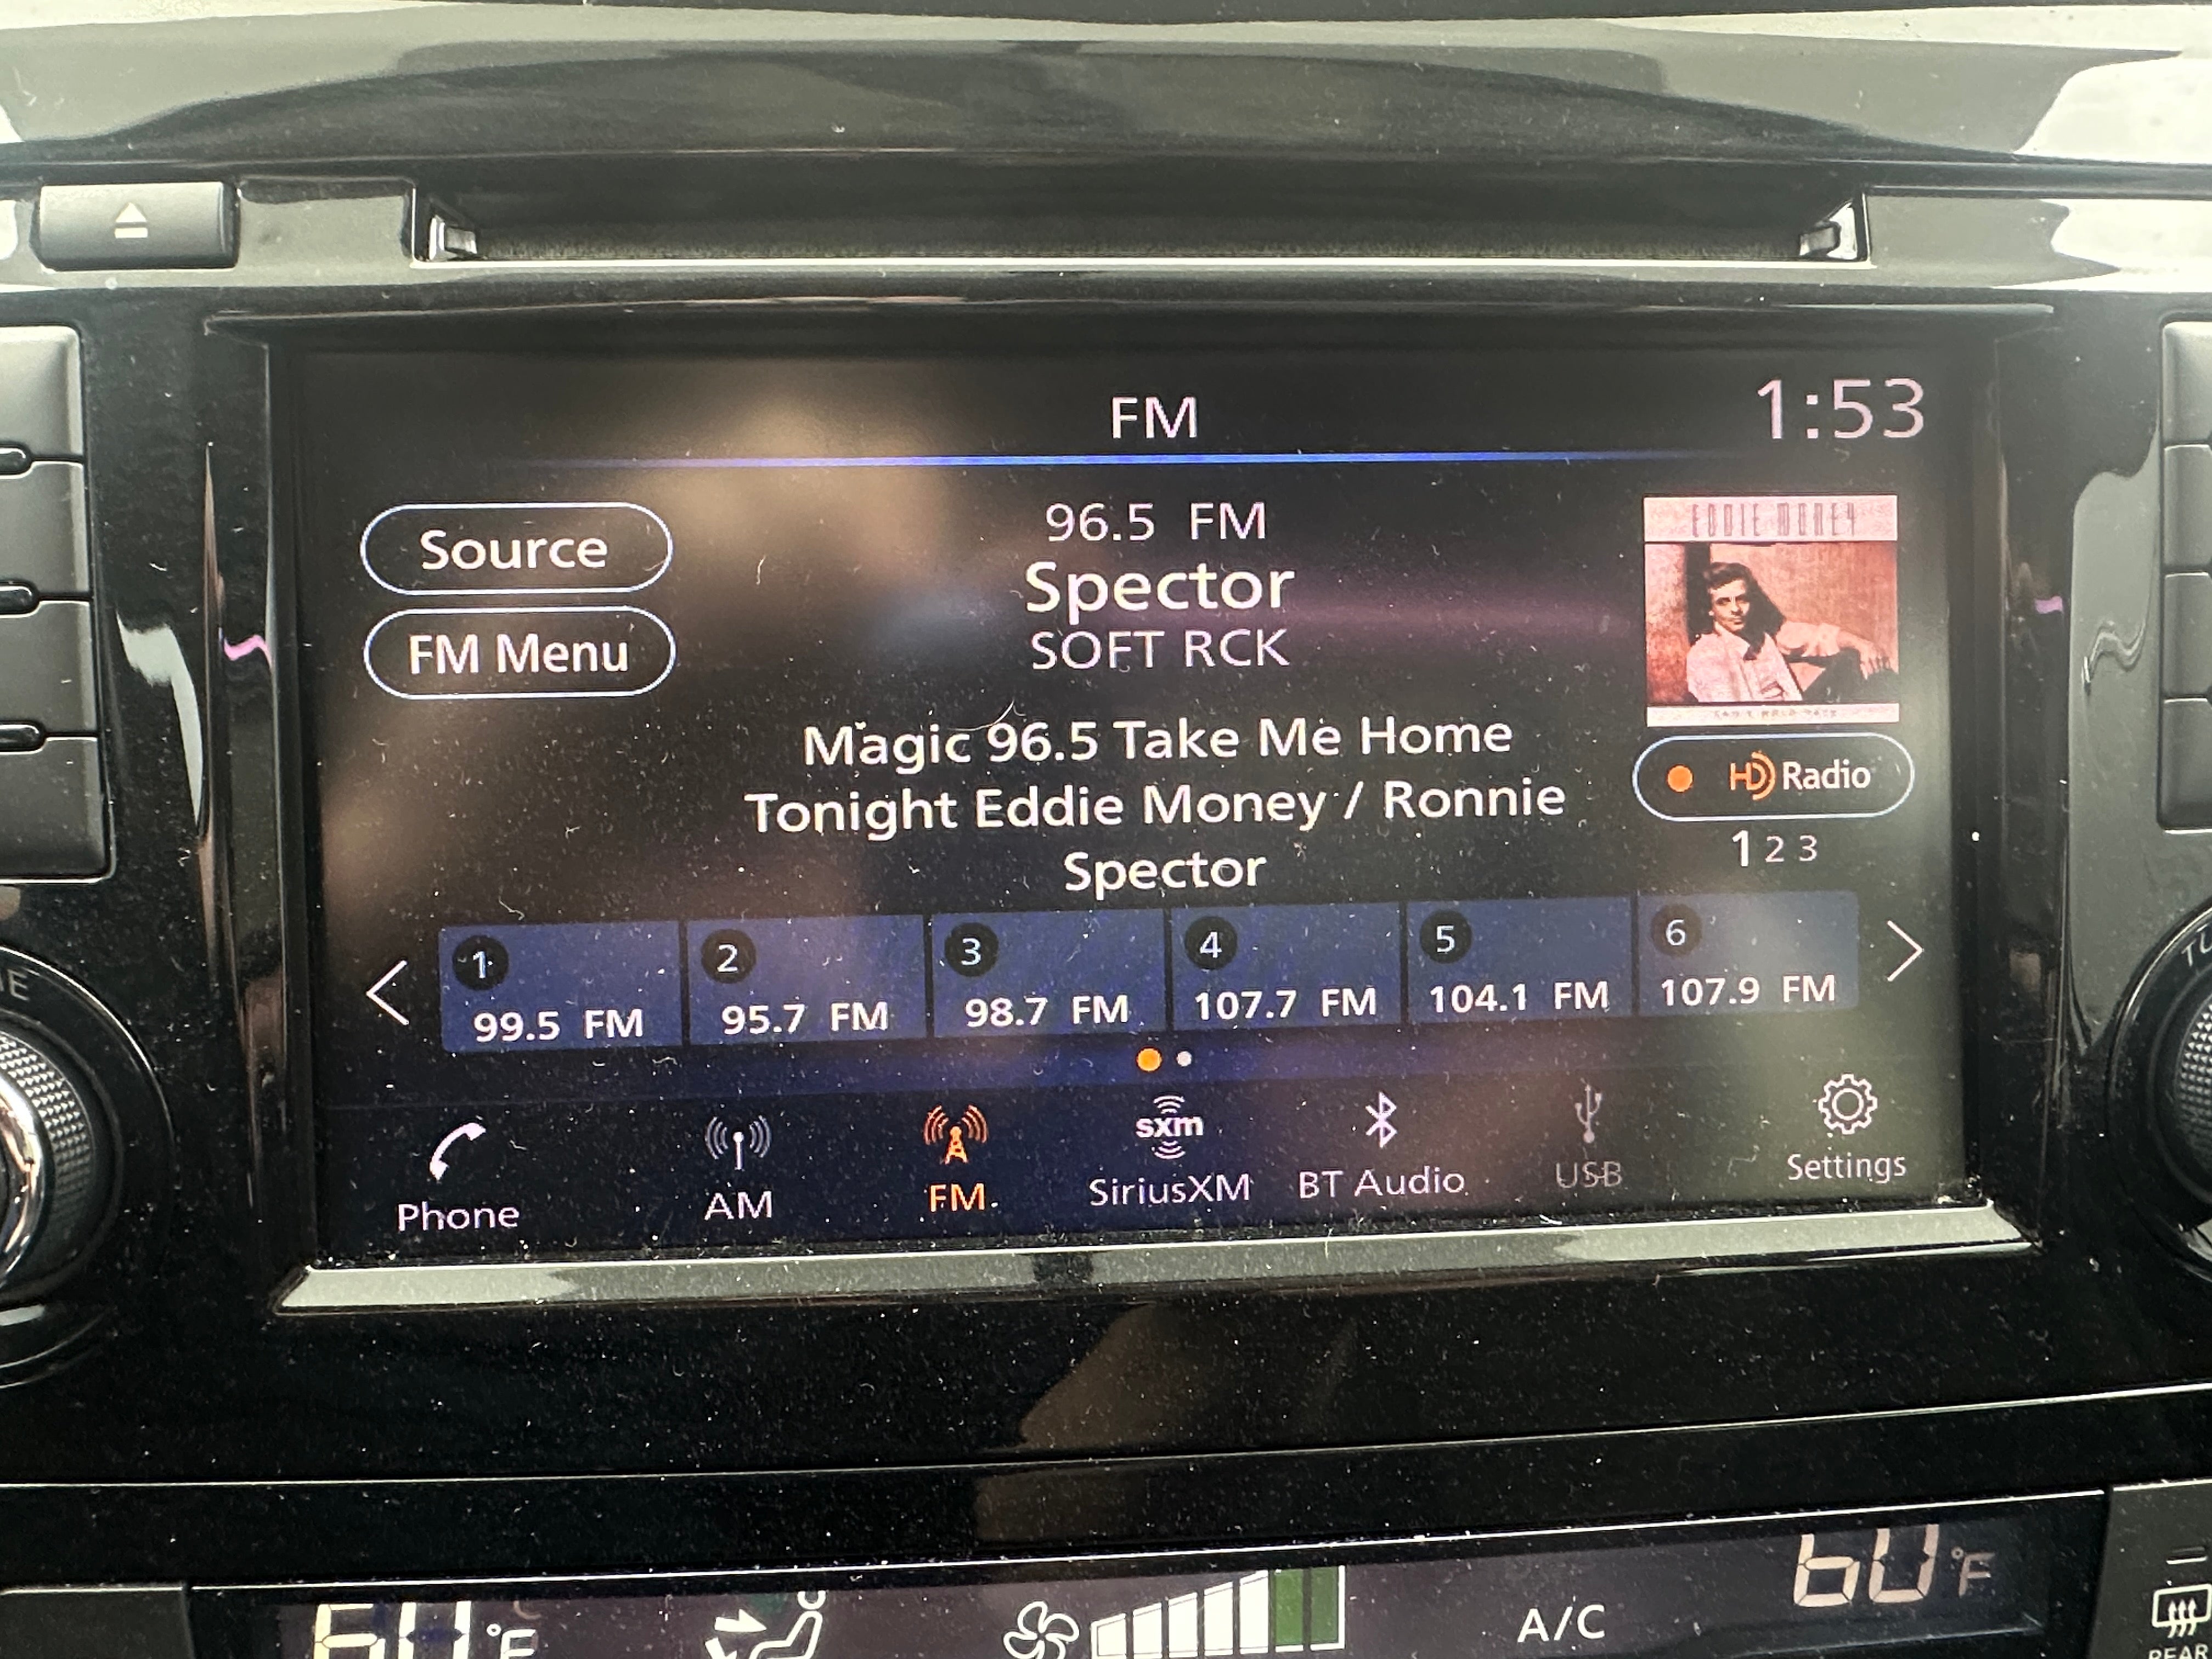 FM
1:53
Source
FM Menu
96.5 FM
Spector
SOFT RCK
EDDIE MONEY
Magic 96.5 Take Me Home
Tonight Eddie Money / Ronnie
Spector
HD Radio
1 2 3
1
99.5 FM
2
95.7 FM
3
98.7 FM
4
107.7 FM
5
104.1 FM
6
107.9 FM
Phone
AM
FM
sxm
SiriusXM
BT Audio
USB
Settings
60°F
A/C
60°F
REAR